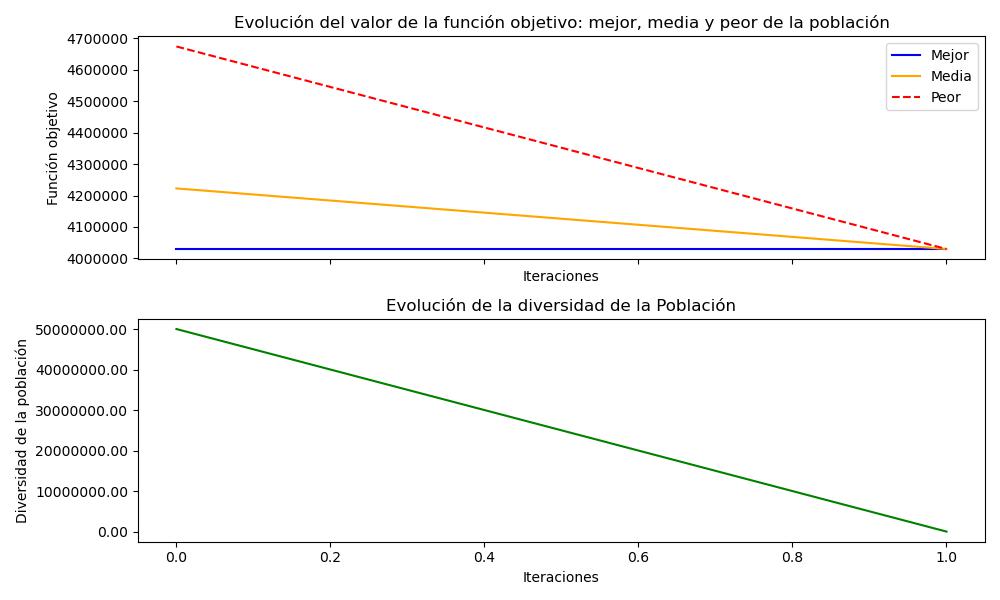 Evolución del valor de la función objetivo: mejor, media y peor de la población
4700000
4600000
4500000
4400000
4300000
4200000
4100000
4000000
Función objetivo
Mejor
Media
Peor
Iteraciones
Evolución de la diversidad de la Población
50000000.00
40000000.00
30000000.00
20000000.00
10000000.00
0.00
Diversidad de la población
0.0 0.2 0.4 0.6 0.8 1.0
Iteraciones